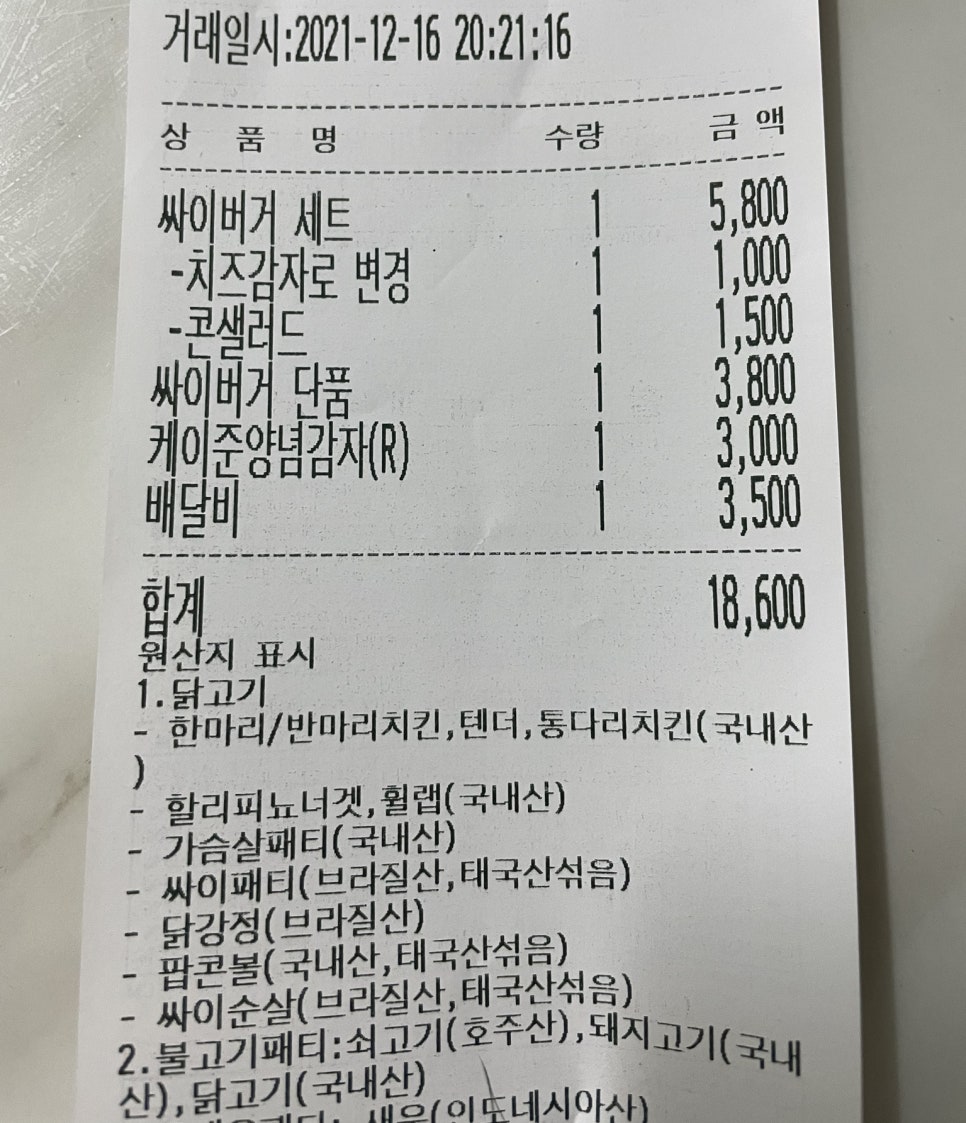 거래일시:2021-12-16 20:21:16
상 품 명 수량 금 액
싸이버거 세트 1 5,800
-치즈감자로 변경 1 1,000
-콘샐러드 1 1,500
싸이버거 단품 1 3,800
케이준양념감자(R) 1 3,000
배달비 1 3,500
합계 18,600
원산지 표시
1.닭고기
- 한마리/반마리치킨,텐더,통다리치킨(국내산
)
- 할리피뇨너겟,휠랩(국내산)
- 가슴살패티(국내산)
- 싸이패티(브라질산,태국산섞음)
- 닭강정(브라질산)
- 팝콘볼(국내산,태국산섞음)
- 싸이순살(브라질산,태국산섞음)
2.불고기패티:쇠고기(호주산),돼지고기(국내
산),닭고기(국내산)
새우(인도네시아산)